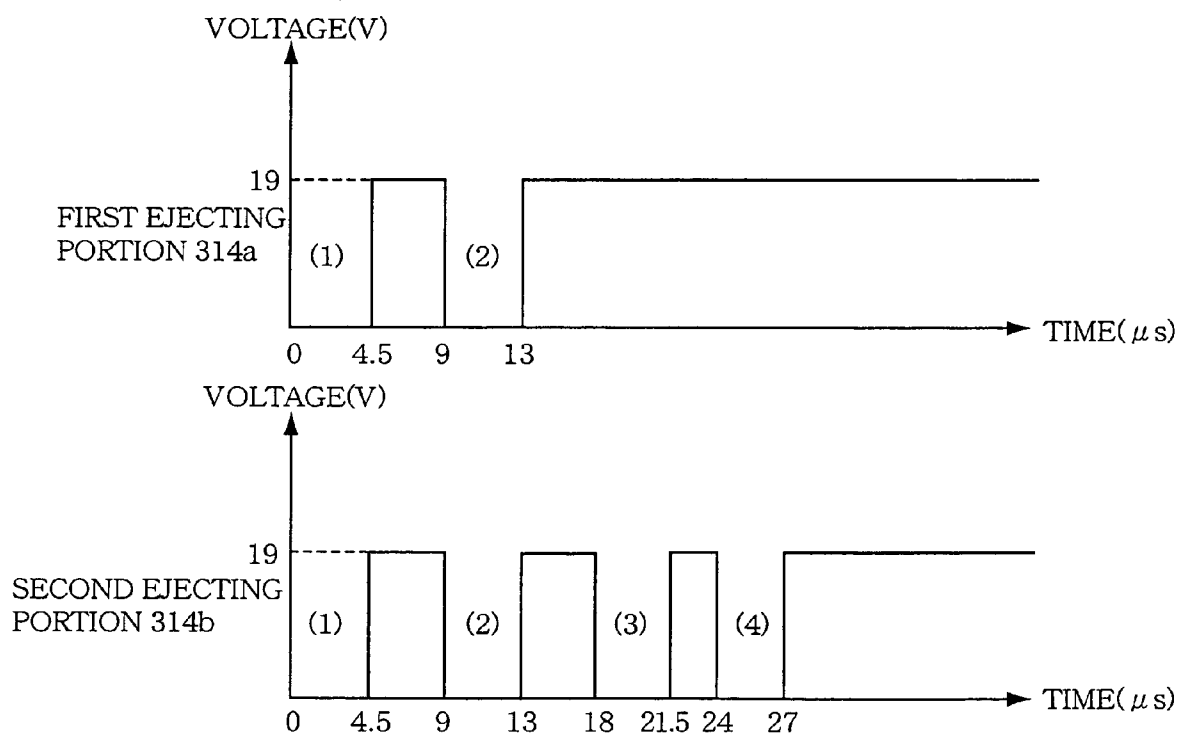 VOLTAGE(V)
19
FIRST EJECTING
PORTION 314a
(1)
(2)
TIME(μs)
0 4.5 9 13
VOLTAGE(V)
19
SECOND EJECTING
PORTION 314b
(1)
(2)
(3)
(4)
TIME(μs)
0 4.5 9 13 18 21.5 24 27